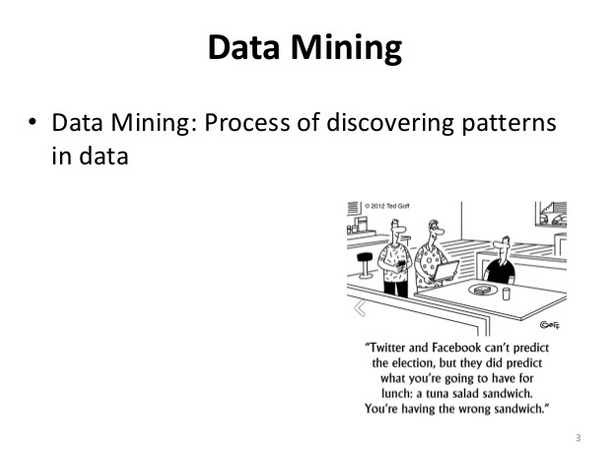 Data Mining
• Data Mining: Process of discovering patterns
in data
© 2012 Ted Goff
©GOFF
"Twitter and Facebook can't predict
the election, but they did predict
what you're going to have for
lunch: a tuna salad sandwich.
You're having the wrong sandwich."
3